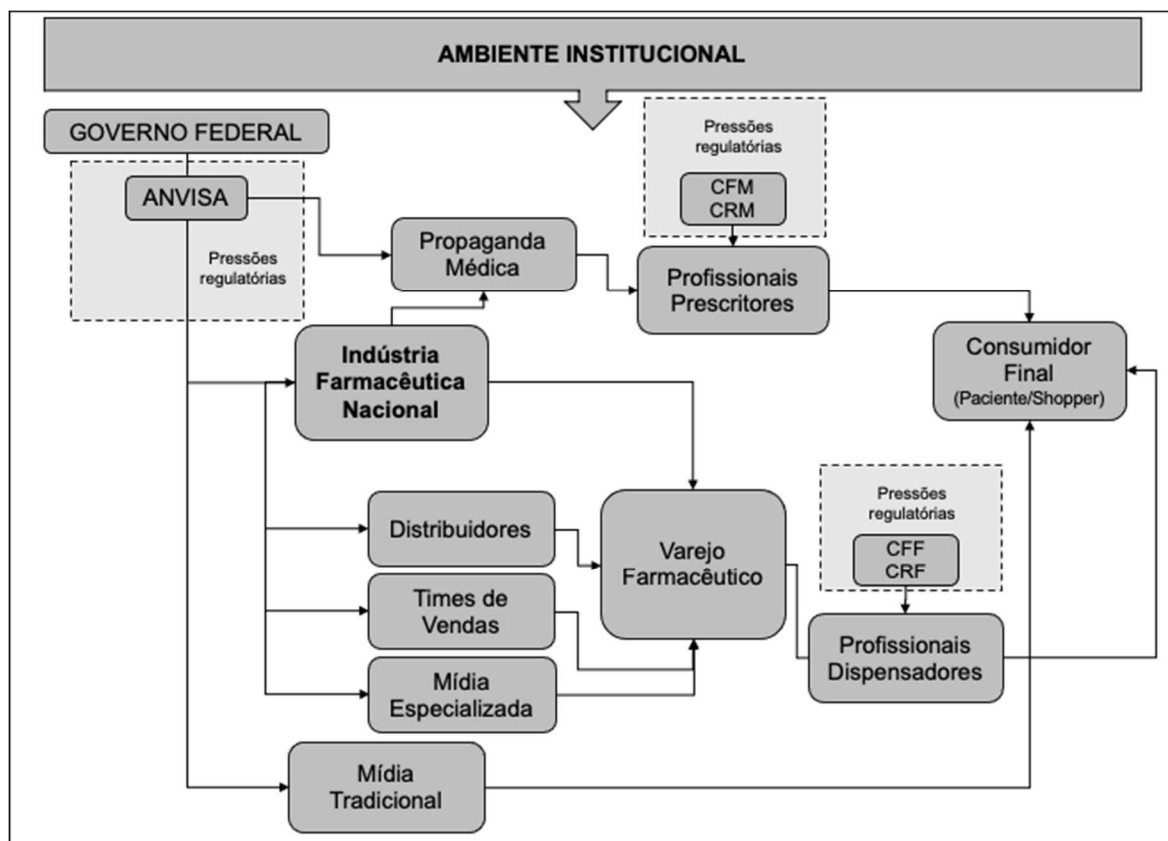 AMBIENTE INSTITUCIONAL
GOVERNO FEDERAL
ANVISA
Pressões
regulatórias
Pressões
regulatórias
CFM
CRM
Propaganda
Médica
Profissionais
Prescritores
Indústria
Farmacêutica
Nacional
Consumidor
Final
(Paciente/Shopper)
Distribuidores
Times de
Vendas
Mídia
Especializada
Varejo
Farmacêutico
Pressões
regulatórias
CFF
CRF
Profissionais
Dispensadores
Mídia
Tradicional